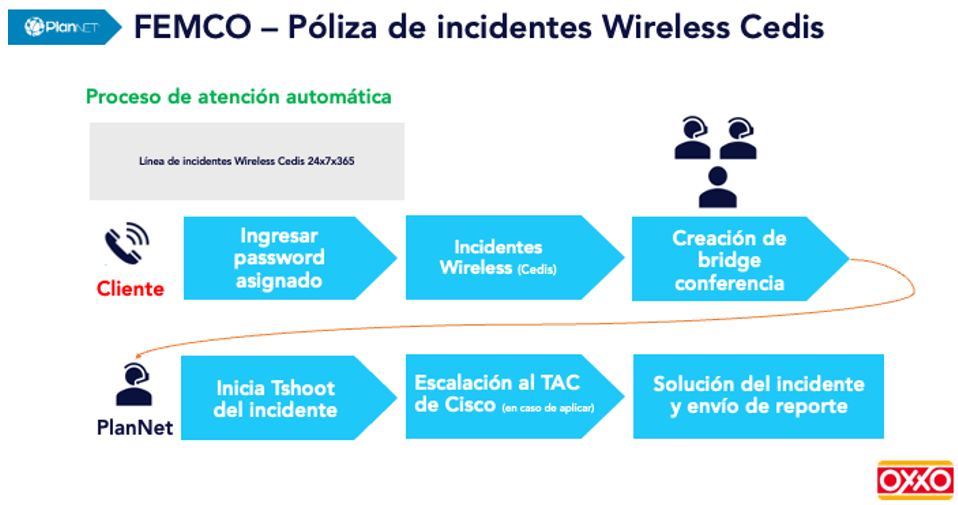 PlanNET
FEMCO – Póliza de incidentes Wireless Cedis
Proceso de atención automática
Línea de incidentes Wireless Cedis 24x7x365
Cliente
Ingresar
password
asignado
Incidentes
Wireless (Cedis)
Creación de
bridge
conferencia
PlanNet
Inicia Tshoot
del incidente
Escalación al TAC
de Cisco (en caso de aplicar)
Solución del incidente
y envío de reporte
OXXO